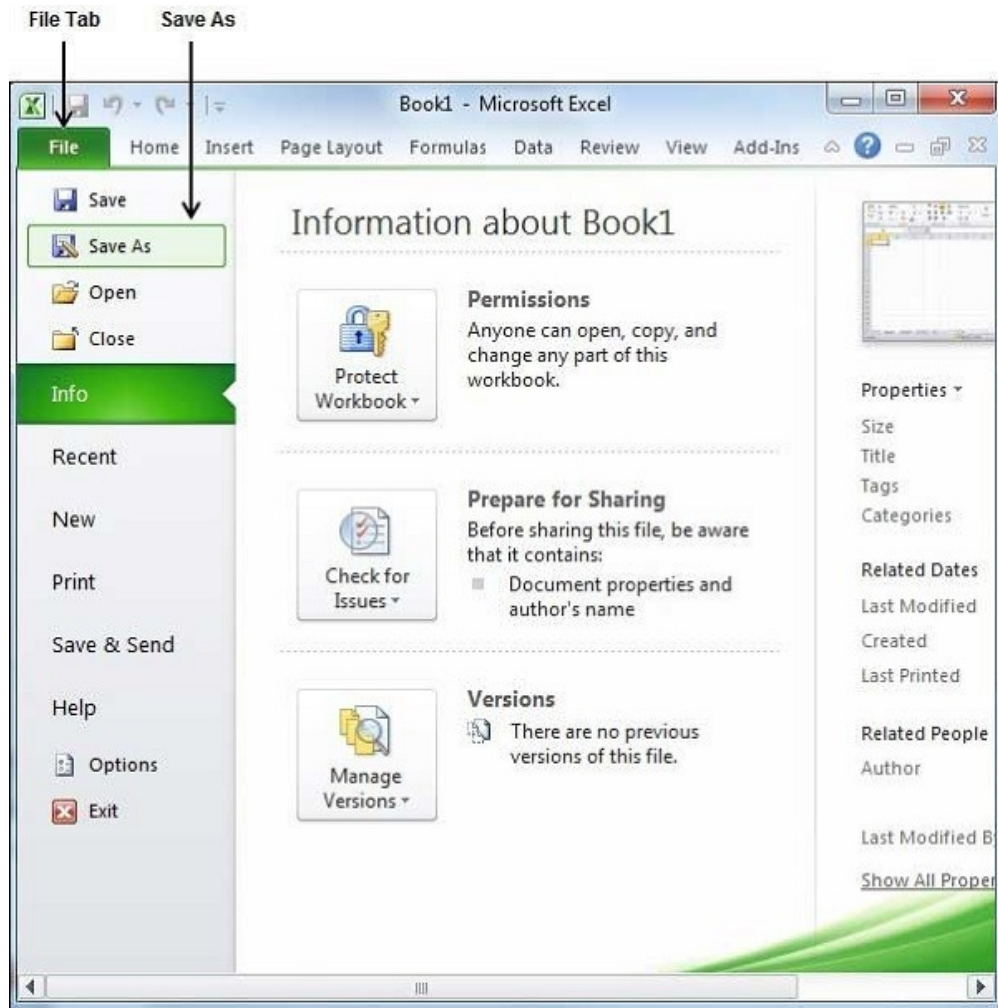 File Tab Save As
Book1 - Microsoft Excel
File Home Insert Page Layout Formulas Data Review View Add-Ins
Save
Save As
Open
Close
Info
Recent
New
Print
Save & Send
Help
Options
Exit
Information about Book1
Protect
Workbook
Permissions
Anyone can open, copy, and
change any part of this
workbook.
Check for
Issues
Prepare for Sharing
Before sharing this file, be aware
that it contains:
Document properties and
author's name
Manage
Versions
Versions
There are no previous
versions of this file.
Properties
Size
Title
Tags
Categories
Related Dates
Last Modified
Created
Last Printed
Related People
Author
Last Modified B
Show All Proper